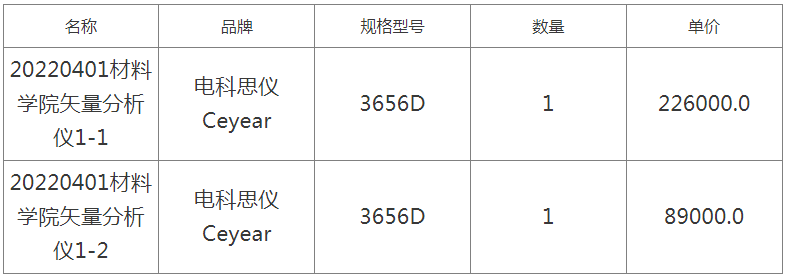 名称 品牌 规格型号 数量 单价
20220401材料
学院矢量分析
仪1-1
电科思仪
Ceyear
3656D
1
226000.0
20220401材料
学院矢量分析
仪1-2
电科思仪
Ceyear
3656D
1
89000.0